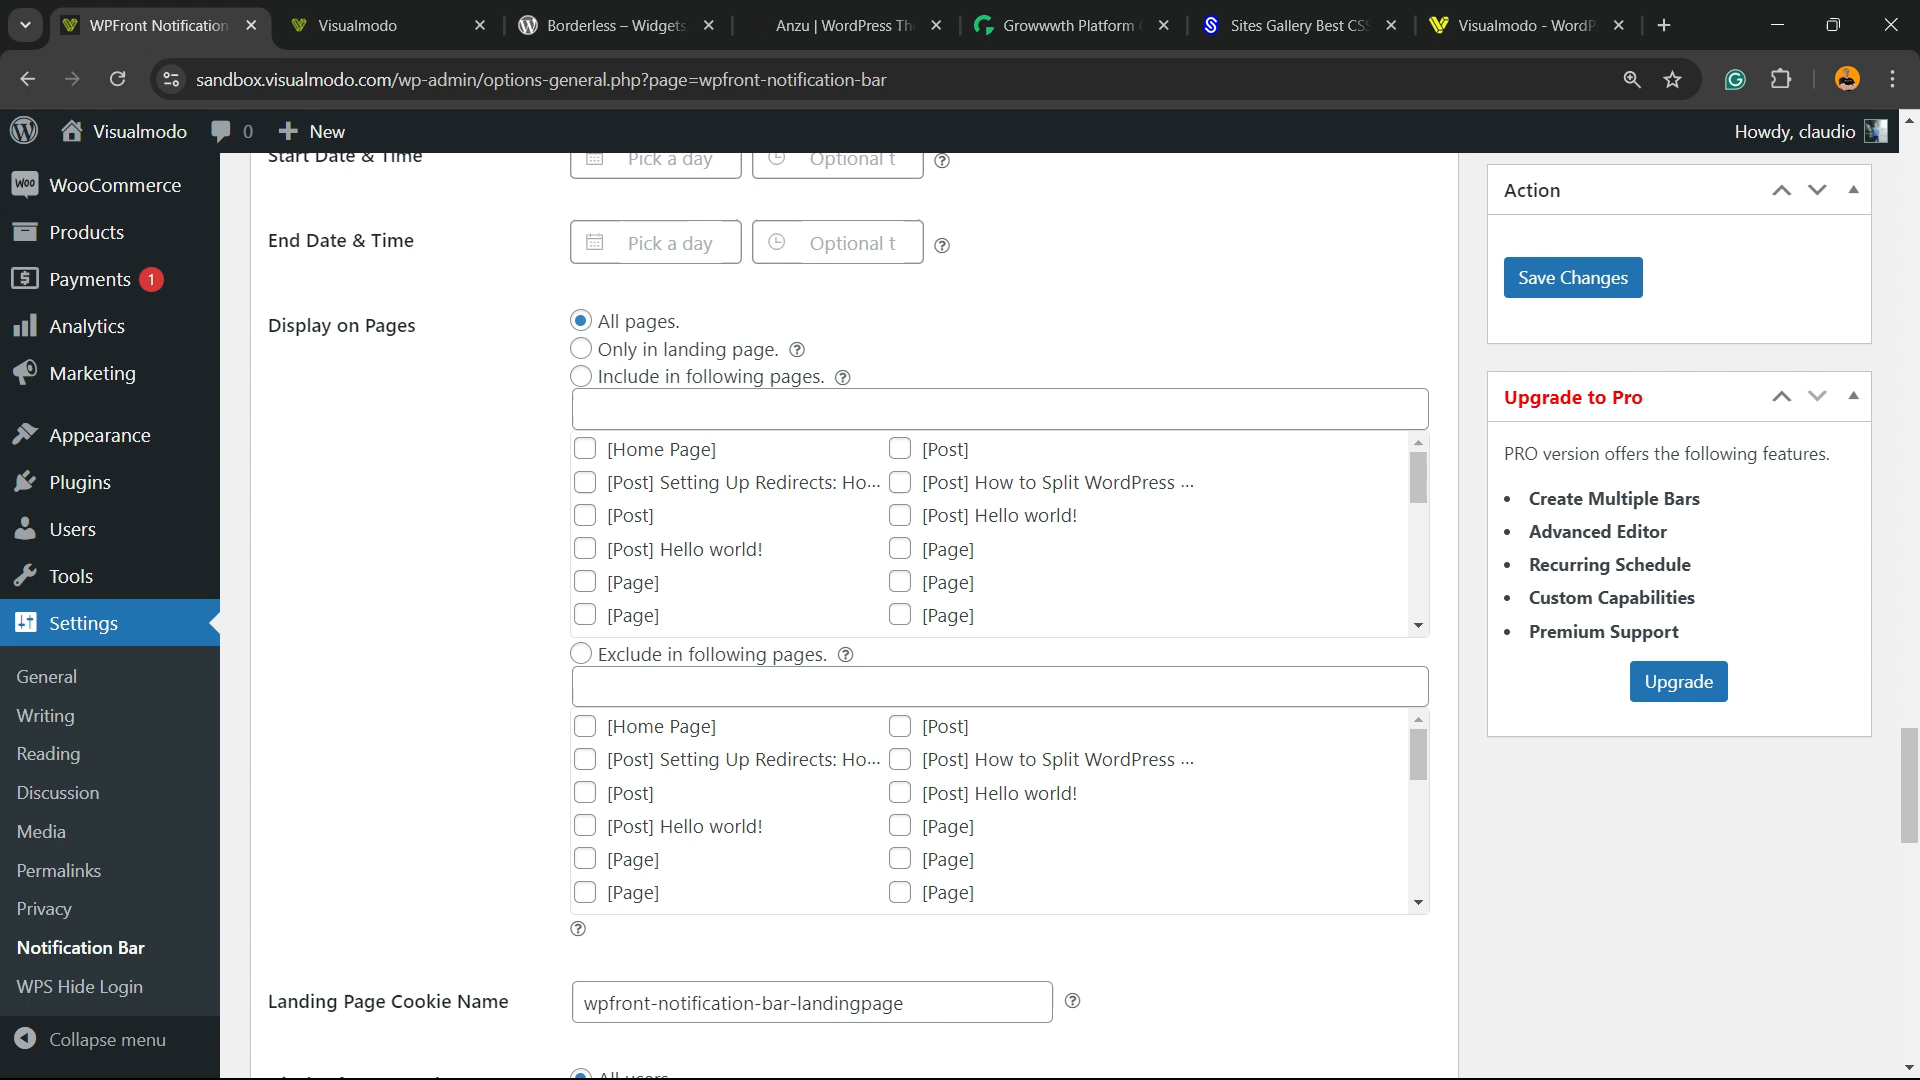 WPFront Notification
Visualmodo
Borderless – Widgets
Anzu | WordPress Th
Growwwth Platform
Sites Gallery Best CSS
Visualmodo - WordP
sandbox.visualmodo.com/wp-admin/options-general.php?page=wpfront-notification-bar
Visualmodo
0
New
Howdy, claudio
WooCommerce
Products
Payments 1
Analytics
Marketing
Appearance
Plugins
Users
Tools
Settings
General
Writing
Reading
Discussion
Media
Permalinks
Privacy
Notification Bar
WPS Hide Login
Collapse menu
Start Date & Time
Pick a day
Optional t
End Date & Time
Pick a day
Optional t
Display on Pages
All pages.
Only in landing page.
Include in following pages.
[Home Page] [Post]
[Post] Setting Up Redirects: Ho... [Post] How to Split WordPress ...
[Post] [Post] Hello world!
[Post] Hello world! [Page]
[Page] [Page]
[Page] [Page]
Exclude in following pages.
[Home Page] [Post]
[Post] Setting Up Redirects: Ho... [Post] How to Split WordPress ...
[Post] [Post] Hello world!
[Post] Hello world! [Page]
[Page] [Page]
[Page] [Page]
Landing Page Cookie Name
wpfront-notification-bar-landingpage
All users
Action
Save Changes
Upgrade to Pro
PRO version offers the following features.
• Create Multiple Bars
• Advanced Editor
• Recurring Schedule
• Custom Capabilities
• Premium Support
Upgrade